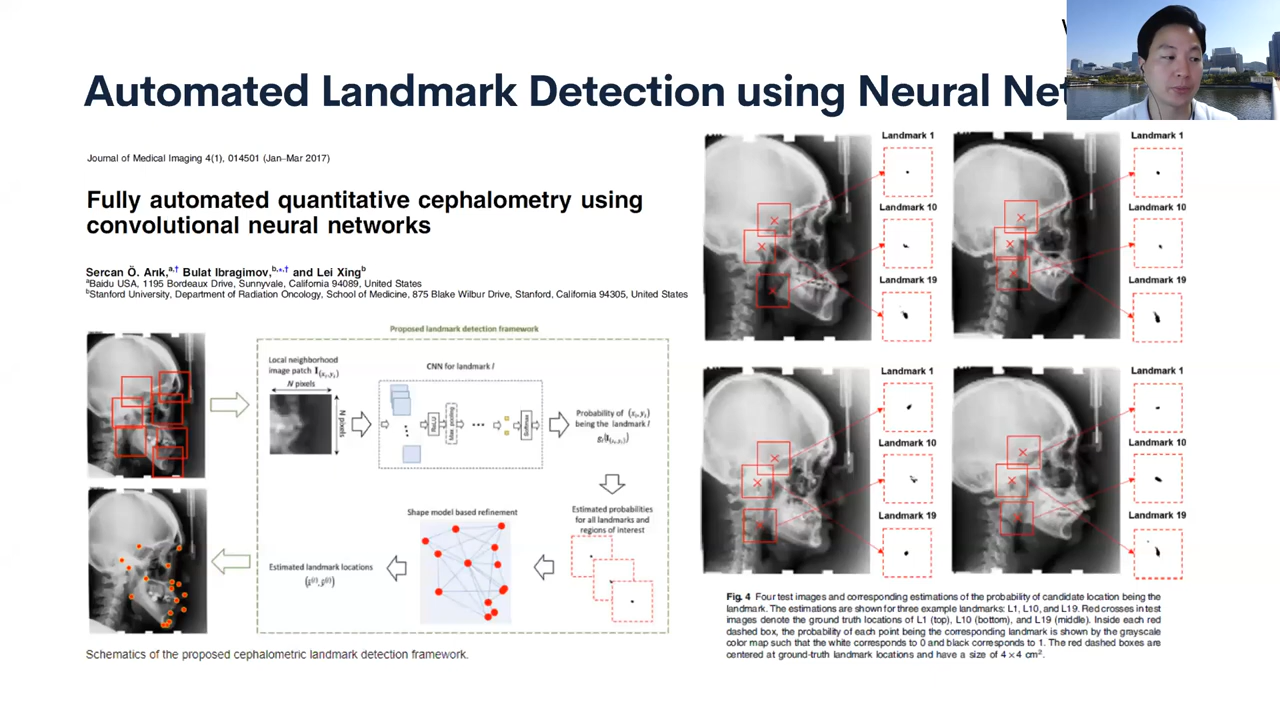 Automated Landmark Detection using Neural Net
Journal of Medical Imaging 4(1), 014501 (Jan–Mar 2017)
Fully automated quantitative cephalometry using
convolutional neural networks
Sercan Ö. Arık,a,† Bulat Ibragimov,b,*,† and Lei Xingb
aBaidu USA, 1195 Bordeaux Drive, Sunnyvale, California 94089, United States
bStanford University, Department of Radiation Oncology, School of Medicine, 875 Blake Wilbur Drive, Stanford, California 94305, United States
Proposed landmark detection framework
Local neighborhood
image patch
N pixels
N pixels
CNN for landmark l
ReLU
Max pooling
...
Softmax
Probability of
being the landmark l
Estimated probabilities
for all landmarks and
regions of interest
Shape model based refinement
Estimated landmark locations
Schematics of the proposed cephalometric landmark detection framework.
Landmark 1
Landmark 10
Landmark 19
Landmark 1
Landmark 10
Landmark 19
Landmark 1
Landmark 10
Landmark 19
Landmark 1
Landmark 10
Landmark 19
Fig. 4 Four test images and corresponding estimations of the probability of candidate location being the
landmark. The estimations are shown for three example landmarks: L1, L10, and L19. Red crosses in test
images denote the ground truth locations of L1 (top), L10 (bottom), and L19 (middle). Inside each red
dashed box, the probability of each point being the corresponding landmark is shown by the grayscale
color map such that the white corresponds to 0 and black corresponds to 1. The red dashed boxes are
centered at ground-truth landmark locations and have a size of 4 × 4 cm2.